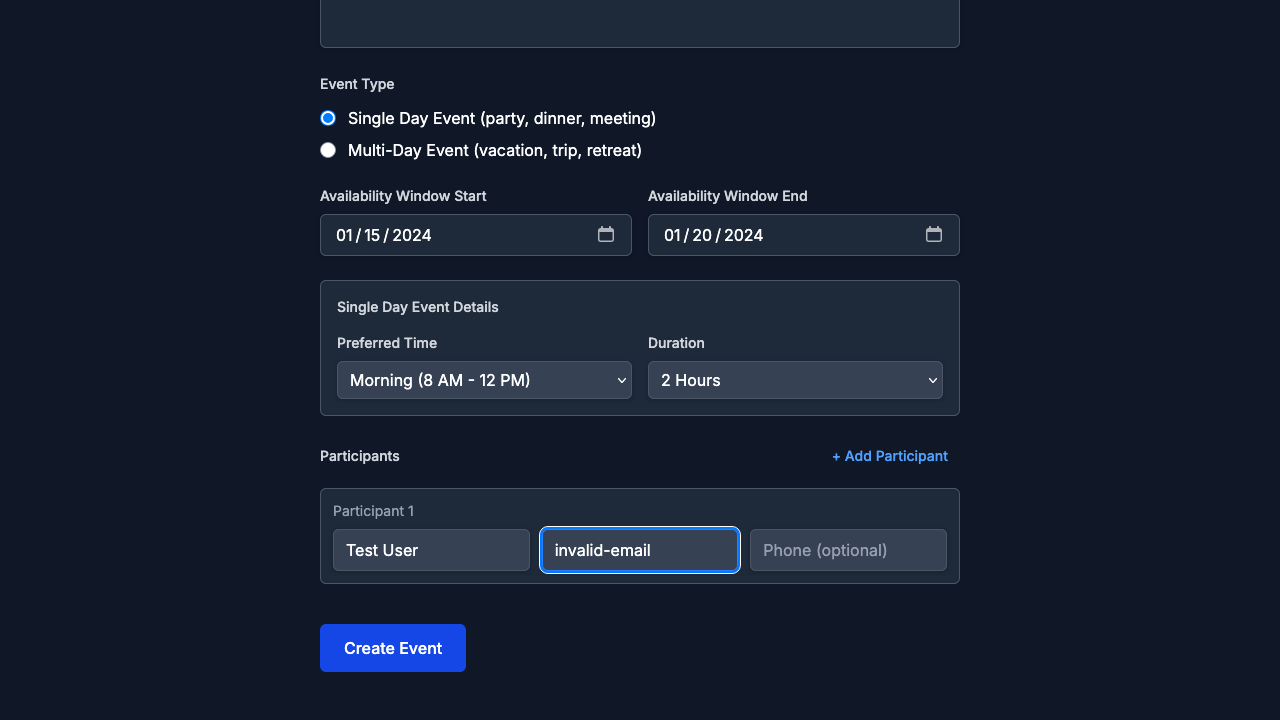 Event Type
Single Day Event (party, dinner, meeting)
Multi-Day Event (vacation, trip, retreat)
Availability Window Start Availability Window End
01/15/2024 01/20/2024
Single Day Event Details
Preferred Time Duration
Morning (8 AM - 12 PM) 2 Hours
Participants + Add Participant
Participant 1
Test User invalid-email Phone (optional)
Create Event